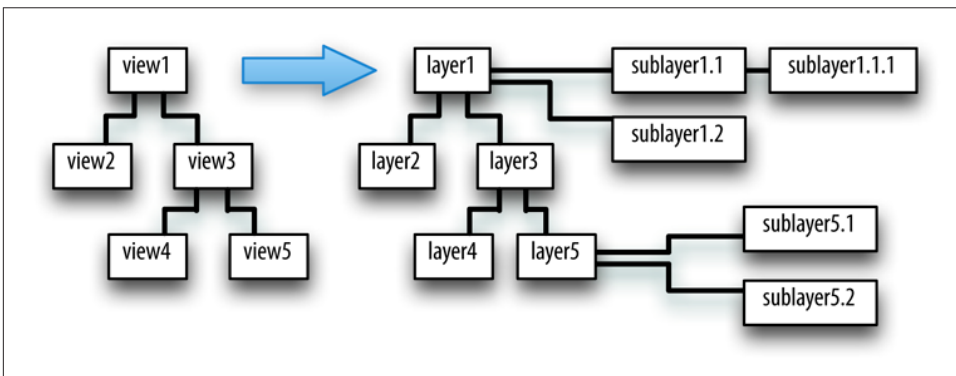 view1
layer1
sublayer1.1
sublayer1.1.1
sublayer1.2
view2
view3
layer2
layer3
view4
view5
layer4
layer5
sublayer5.1
sublayer5.2